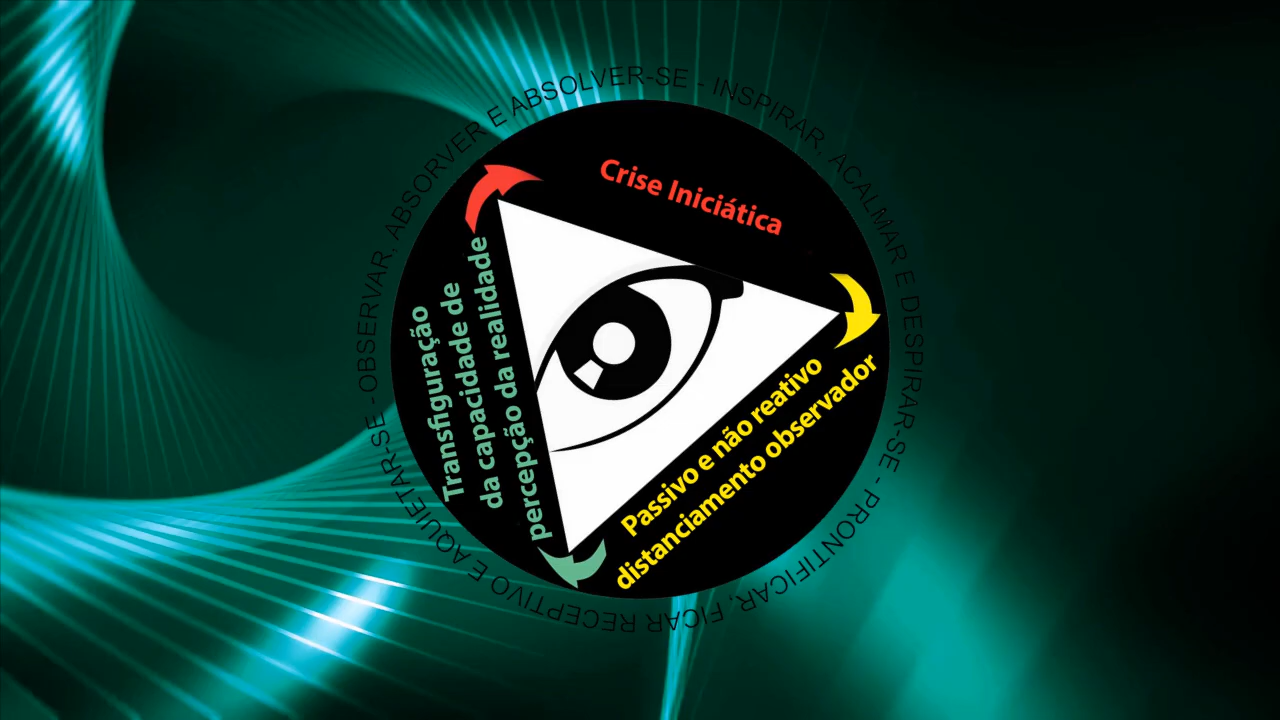 Crise Iniciática
Passivo e não reativo
distanciamento observador
Transfiguração
da capacidade de
percepção da realidade
OBSERVAR, ABSORVER E ABSOLVER-SE - INSPIRAR, ACALMAR E DESPIRAR-SE - PRONTIFICAR, FICAR RECEPTIVO E AQUIETAR-SE -